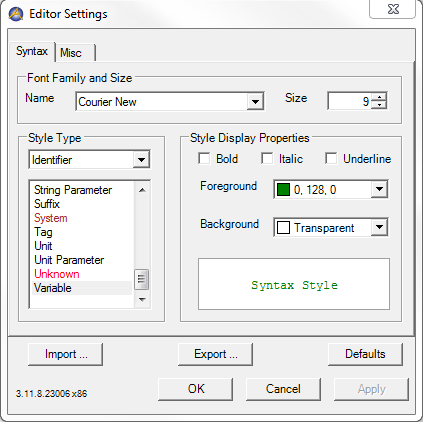 Editor Settings
Syntax Misc
Font Family and Size
Name Courier New Size 9
Style Type
Identifier
String Parameter
Suffix
System
Tag
Unit
Unit Parameter
Unknown
Variable
Style Display Properties
Bold Italic Underline
Foreground 0, 128, 0
Background Transparent
Syntax Style
Import ... Export ... Defaults
3.11.8.23006 x86 OK Cancel Apply